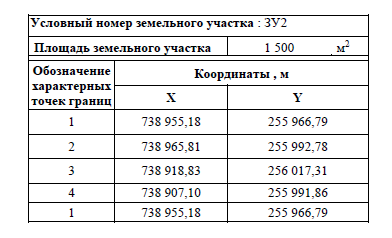 Условный номер земельного участка : ЗУ2
Площадь земельного участка 1 500 м2
Обозначение характерных точек границ Координаты , м
X Y
1 738 955,18 255 966,79
2 738 965,81 255 992,78
3 738 918,83 256 017,31
4 738 907,10 255 991,86
1 738 955,18 255 966,79